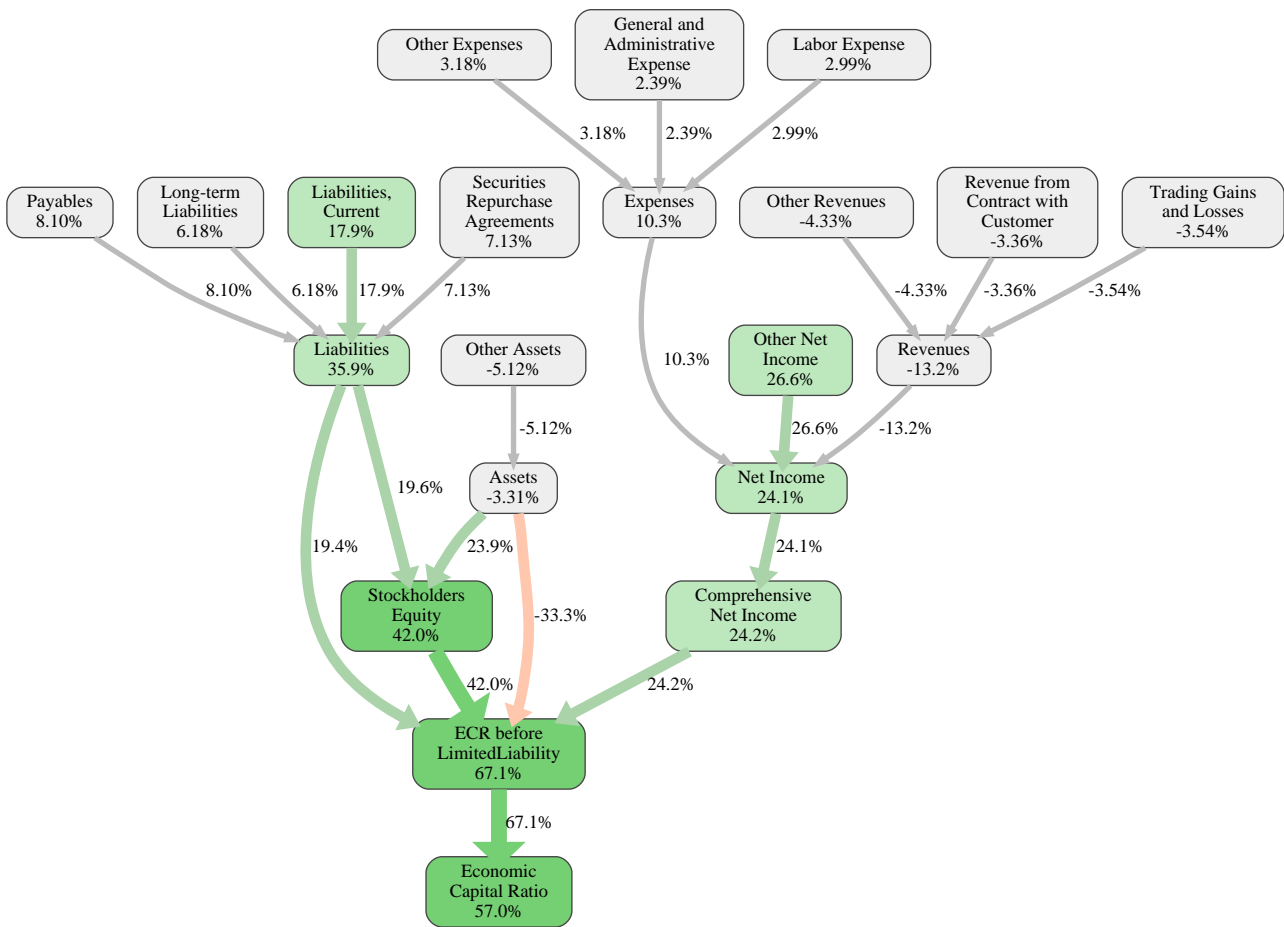 Other Expenses
3.18%
General and
Administrative
Expense
2.39%
Labor Expense
2.99%
3.18%
2.39%
2.99%
Payables
8.10%
Long-term
Liabilities
6.18%
Liabilities,
Current
17.9%
Securities
Repurchase
Agreements
7.13%
Expenses
10.3%
Other Revenues
-4.33%
Revenue from
Contract with
Customer
-3.36%
Trading Gains
and Losses
-3.54%
8.10%
6.18%
17.9%
7.13%
-4.33%
-3.36%
-3.54%
Liabilities
35.9%
Other Assets
-5.12%
10.3%
Other Net
Income
26.6%
Revenues
-13.2%
-5.12%
26.6%
-13.2%
19.6%
Assets
-3.31%
Net Income
24.1%
19.4%
23.9%
24.1%
Stockholders
Equity
42.0%
-33.3%
Comprehensive
Net Income
24.2%
42.0%
24.2%
ECR before
LimitedLiability
67.1%
67.1%
Economic
Capital Ratio
57.0%